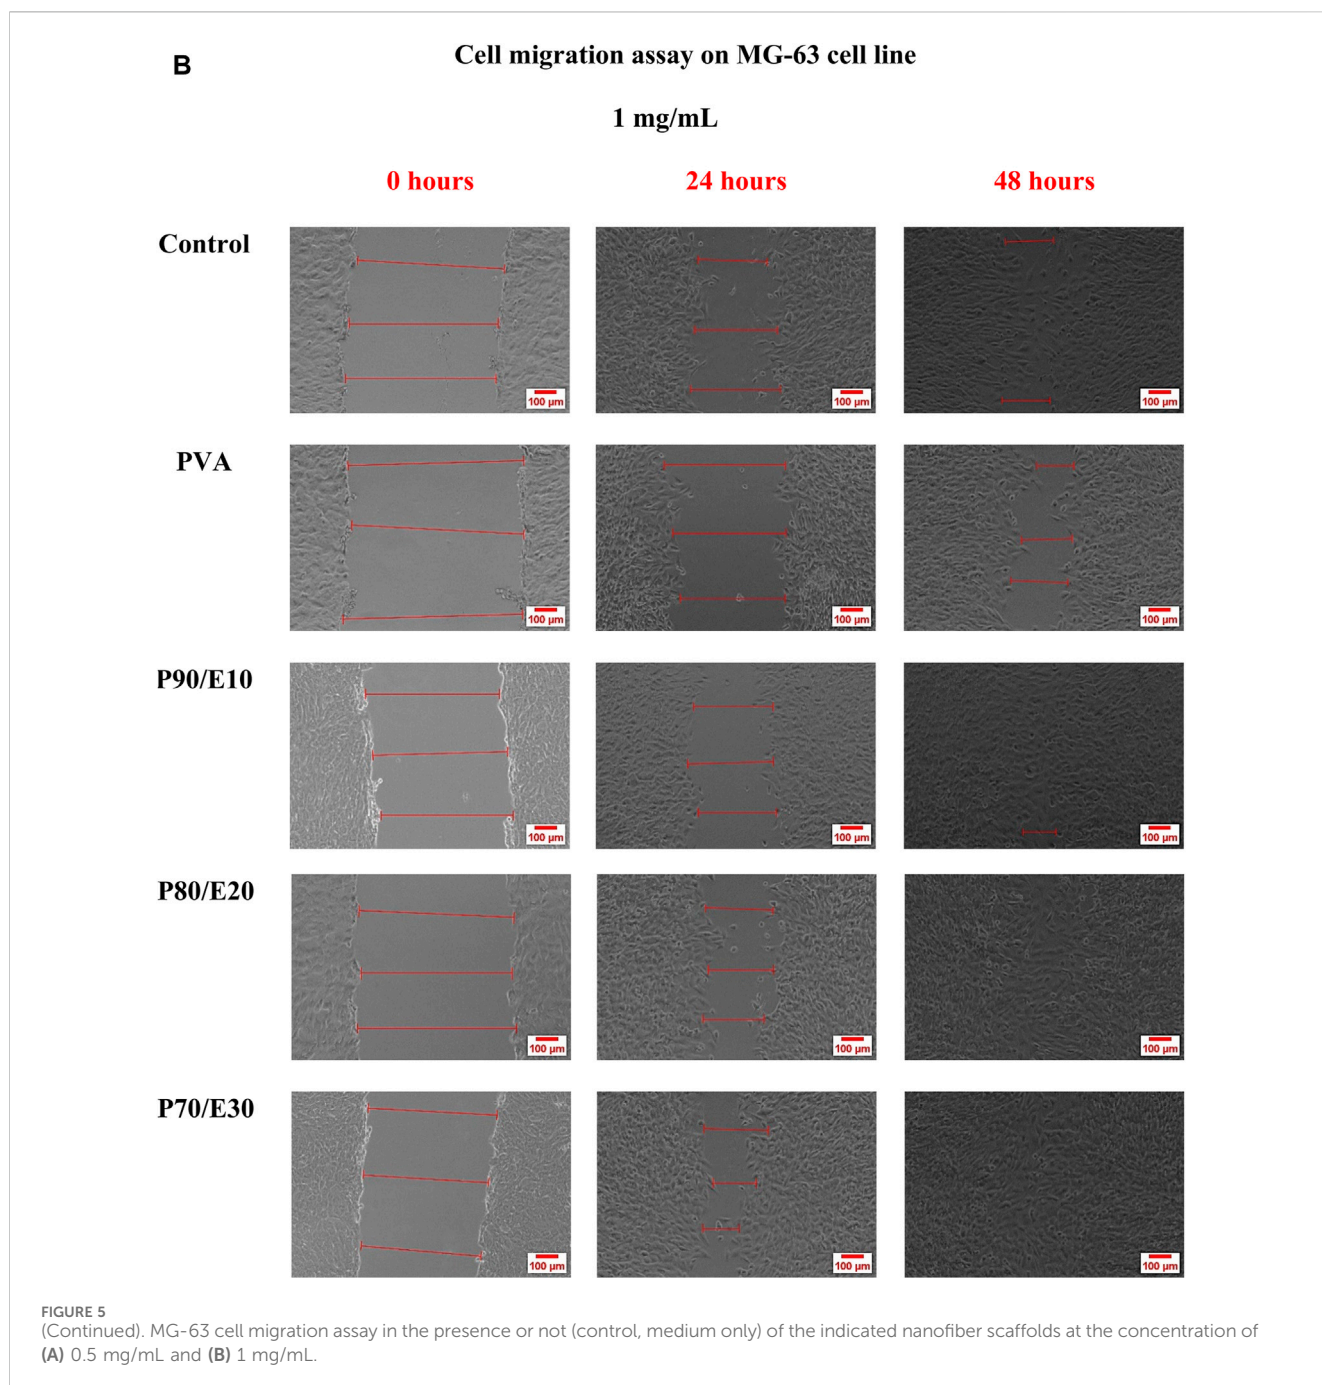 B
Cell migration assay on MG-63 cell line
1 mg/mL
0 hours 24 hours 48 hours
Control
100 µm 100 µm 100 µm
PVA
100 µm 100 µm 100 µm
P90/E10
100 µm 100 µm 100 µm
P80/E20
100 µm 100 µm 100 µm
P70/E30
100 µm 100 µm 100 µm
FIGURE 5
(Continued). MG-63 cell migration assay in the presence or not (control, medium only) of the indicated nanofiber scaffolds at the concentration of
(A) 0.5 mg/mL and (B) 1 mg/mL.